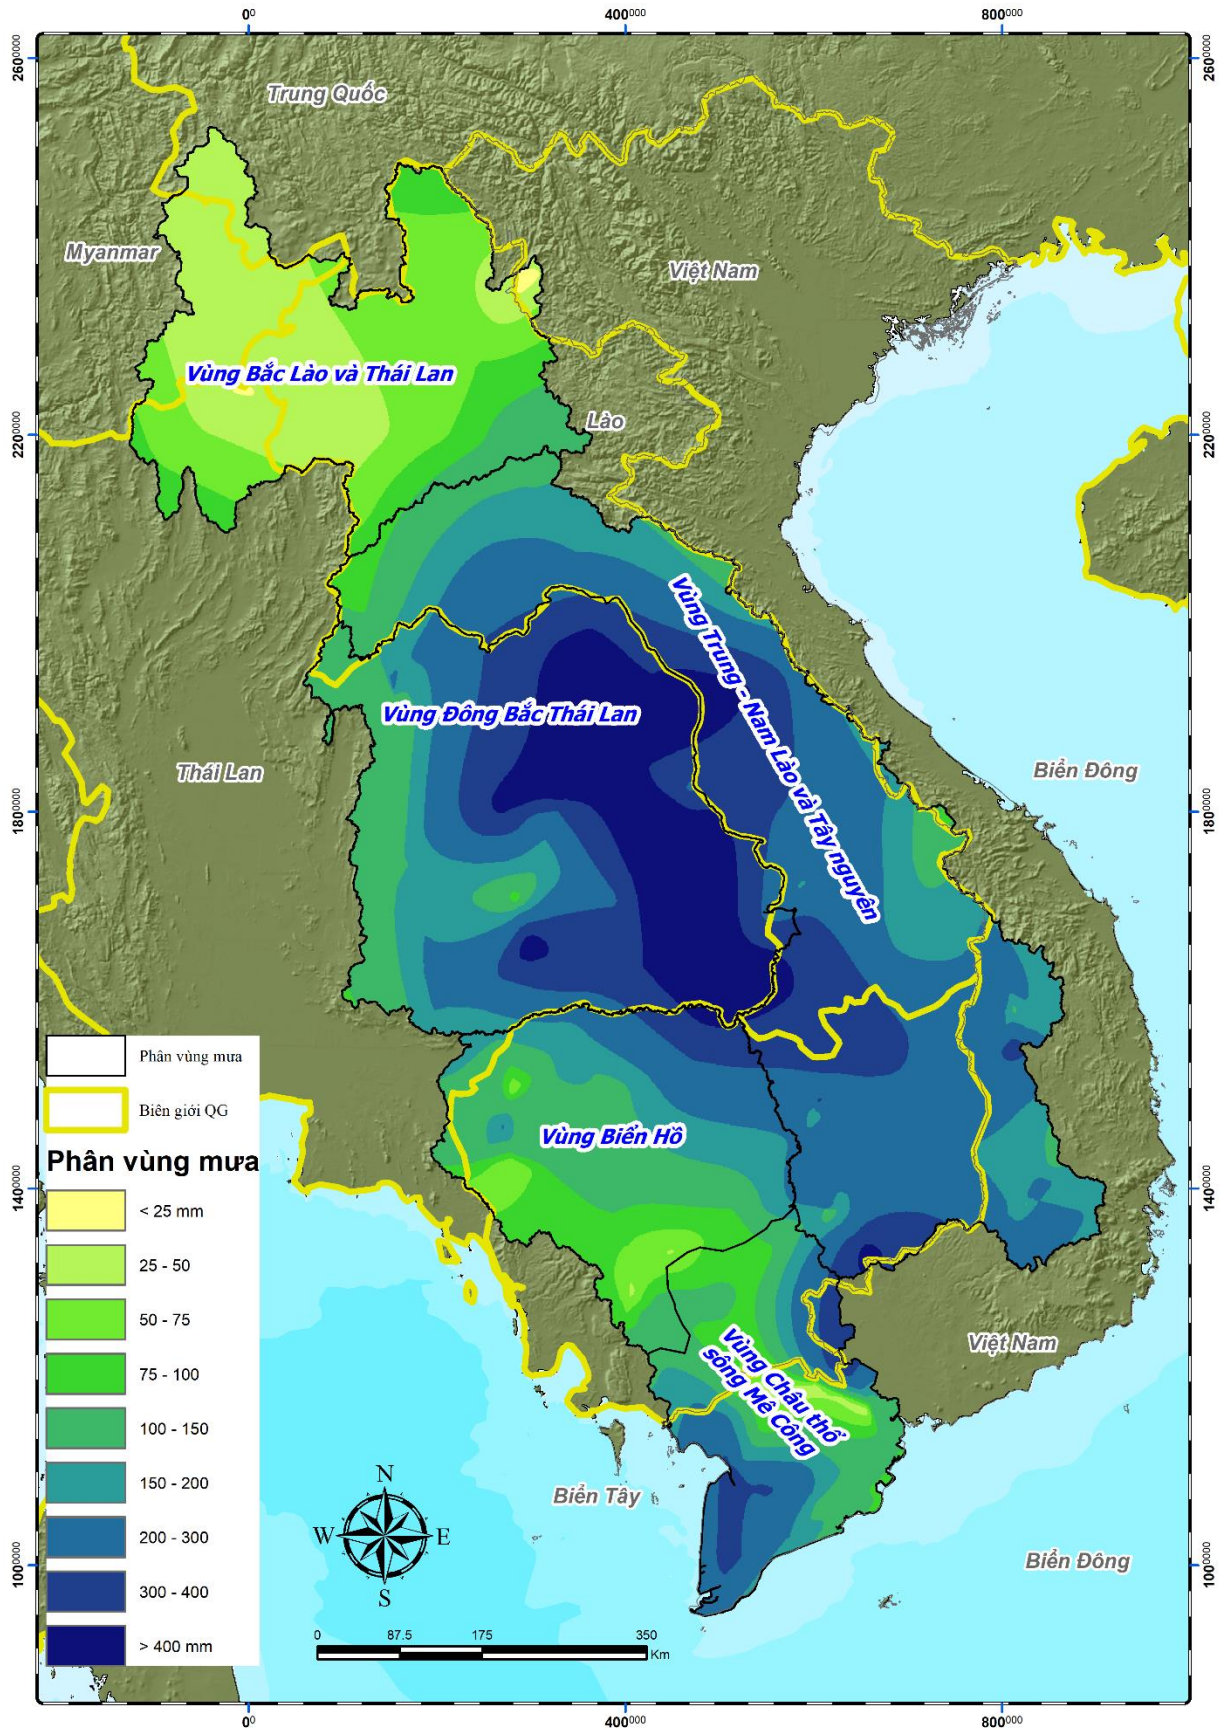 0⁰
400⁰⁰⁰
800⁰⁰⁰
2600⁰⁰⁰
2600⁰⁰⁰
Trung Quốc
Myanmar
Việt Nam
Vùng Bắc Lào và Thái Lan
Lào
2200⁰⁰⁰
2200⁰⁰⁰
Vùng Trung - Nam Lào và Tây nguyên
Vùng Đông Bắc Thái Lan
Thái Lan
Biển Đông
1800⁰⁰⁰
1800⁰⁰⁰
Phân vùng mưa
Biên giới QG
Vùng Biển Hồ
Phân vùng mưa
1400⁰⁰⁰
1400⁰⁰⁰
< 25 mm
25 - 50
50 - 75
75 - 100
100 - 150
150 - 200
200 - 300
300 - 400
> 400 mm
Việt Nam
Vùng Châu thổ
sông Mê Công
Biển Tây
Biển Đông
N
W
E
S
1000⁰⁰⁰
1000⁰⁰⁰
0
87.5
175
350
Km
0⁰
400⁰⁰⁰
800⁰⁰⁰